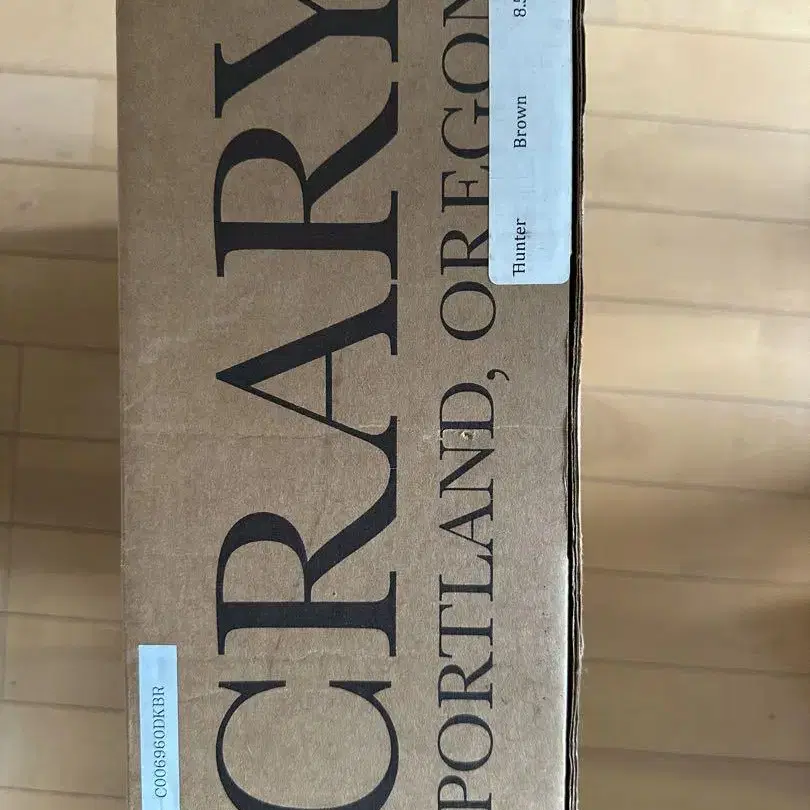 CRARY
PORTLAND, OREGON
Hunter Brown 8.5
C006960DKBR